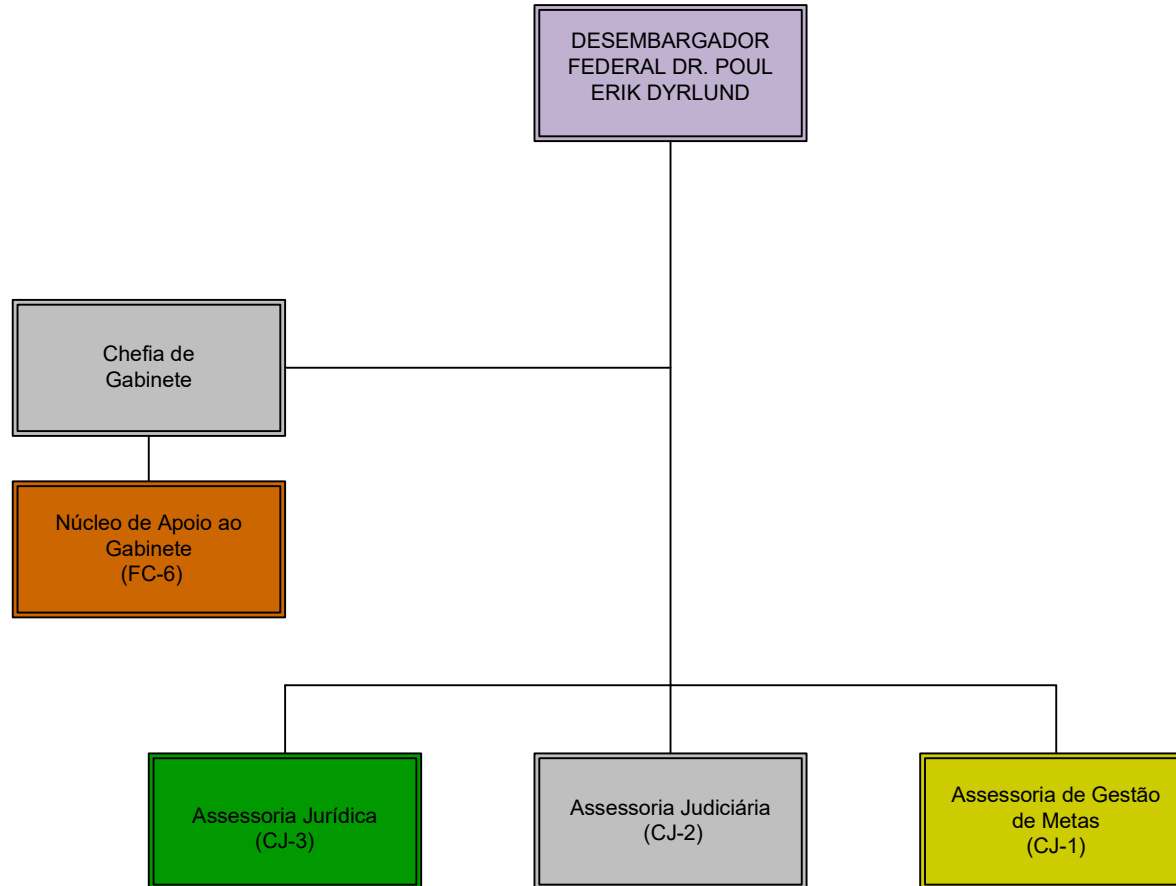 DESEMBARGADOR
FEDERAL DR. POUL
ERIK DYRLUND
Chefia de
Gabinete
Núcleo de Apoio ao
Gabinete
(FC-6)
Assessoria Jurídica
(CJ-3)
Assessoria Judiciária
(CJ-2)
Assessoria de Gestão
de Metas
(CJ-1)